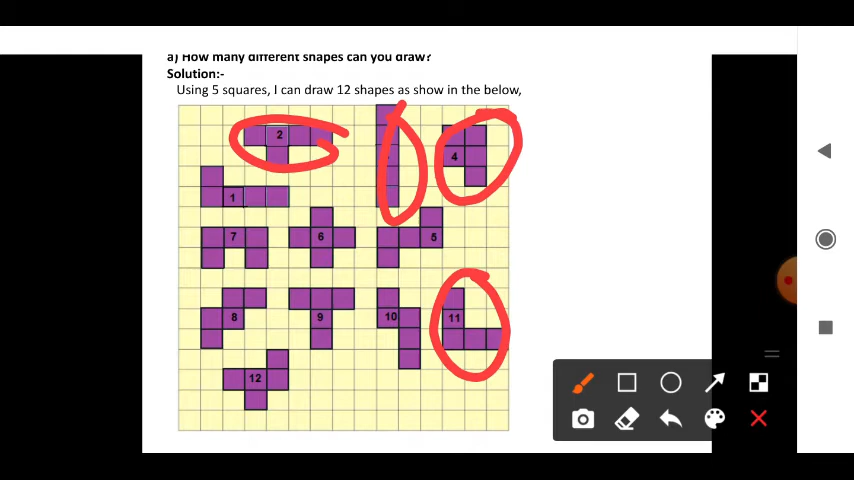 a) How many different shapes can you draw?
Solution:-
Using 5 squares, I can draw 12 shapes as show in the below,
2
4
1
7 6 5
8 9 10 11
12